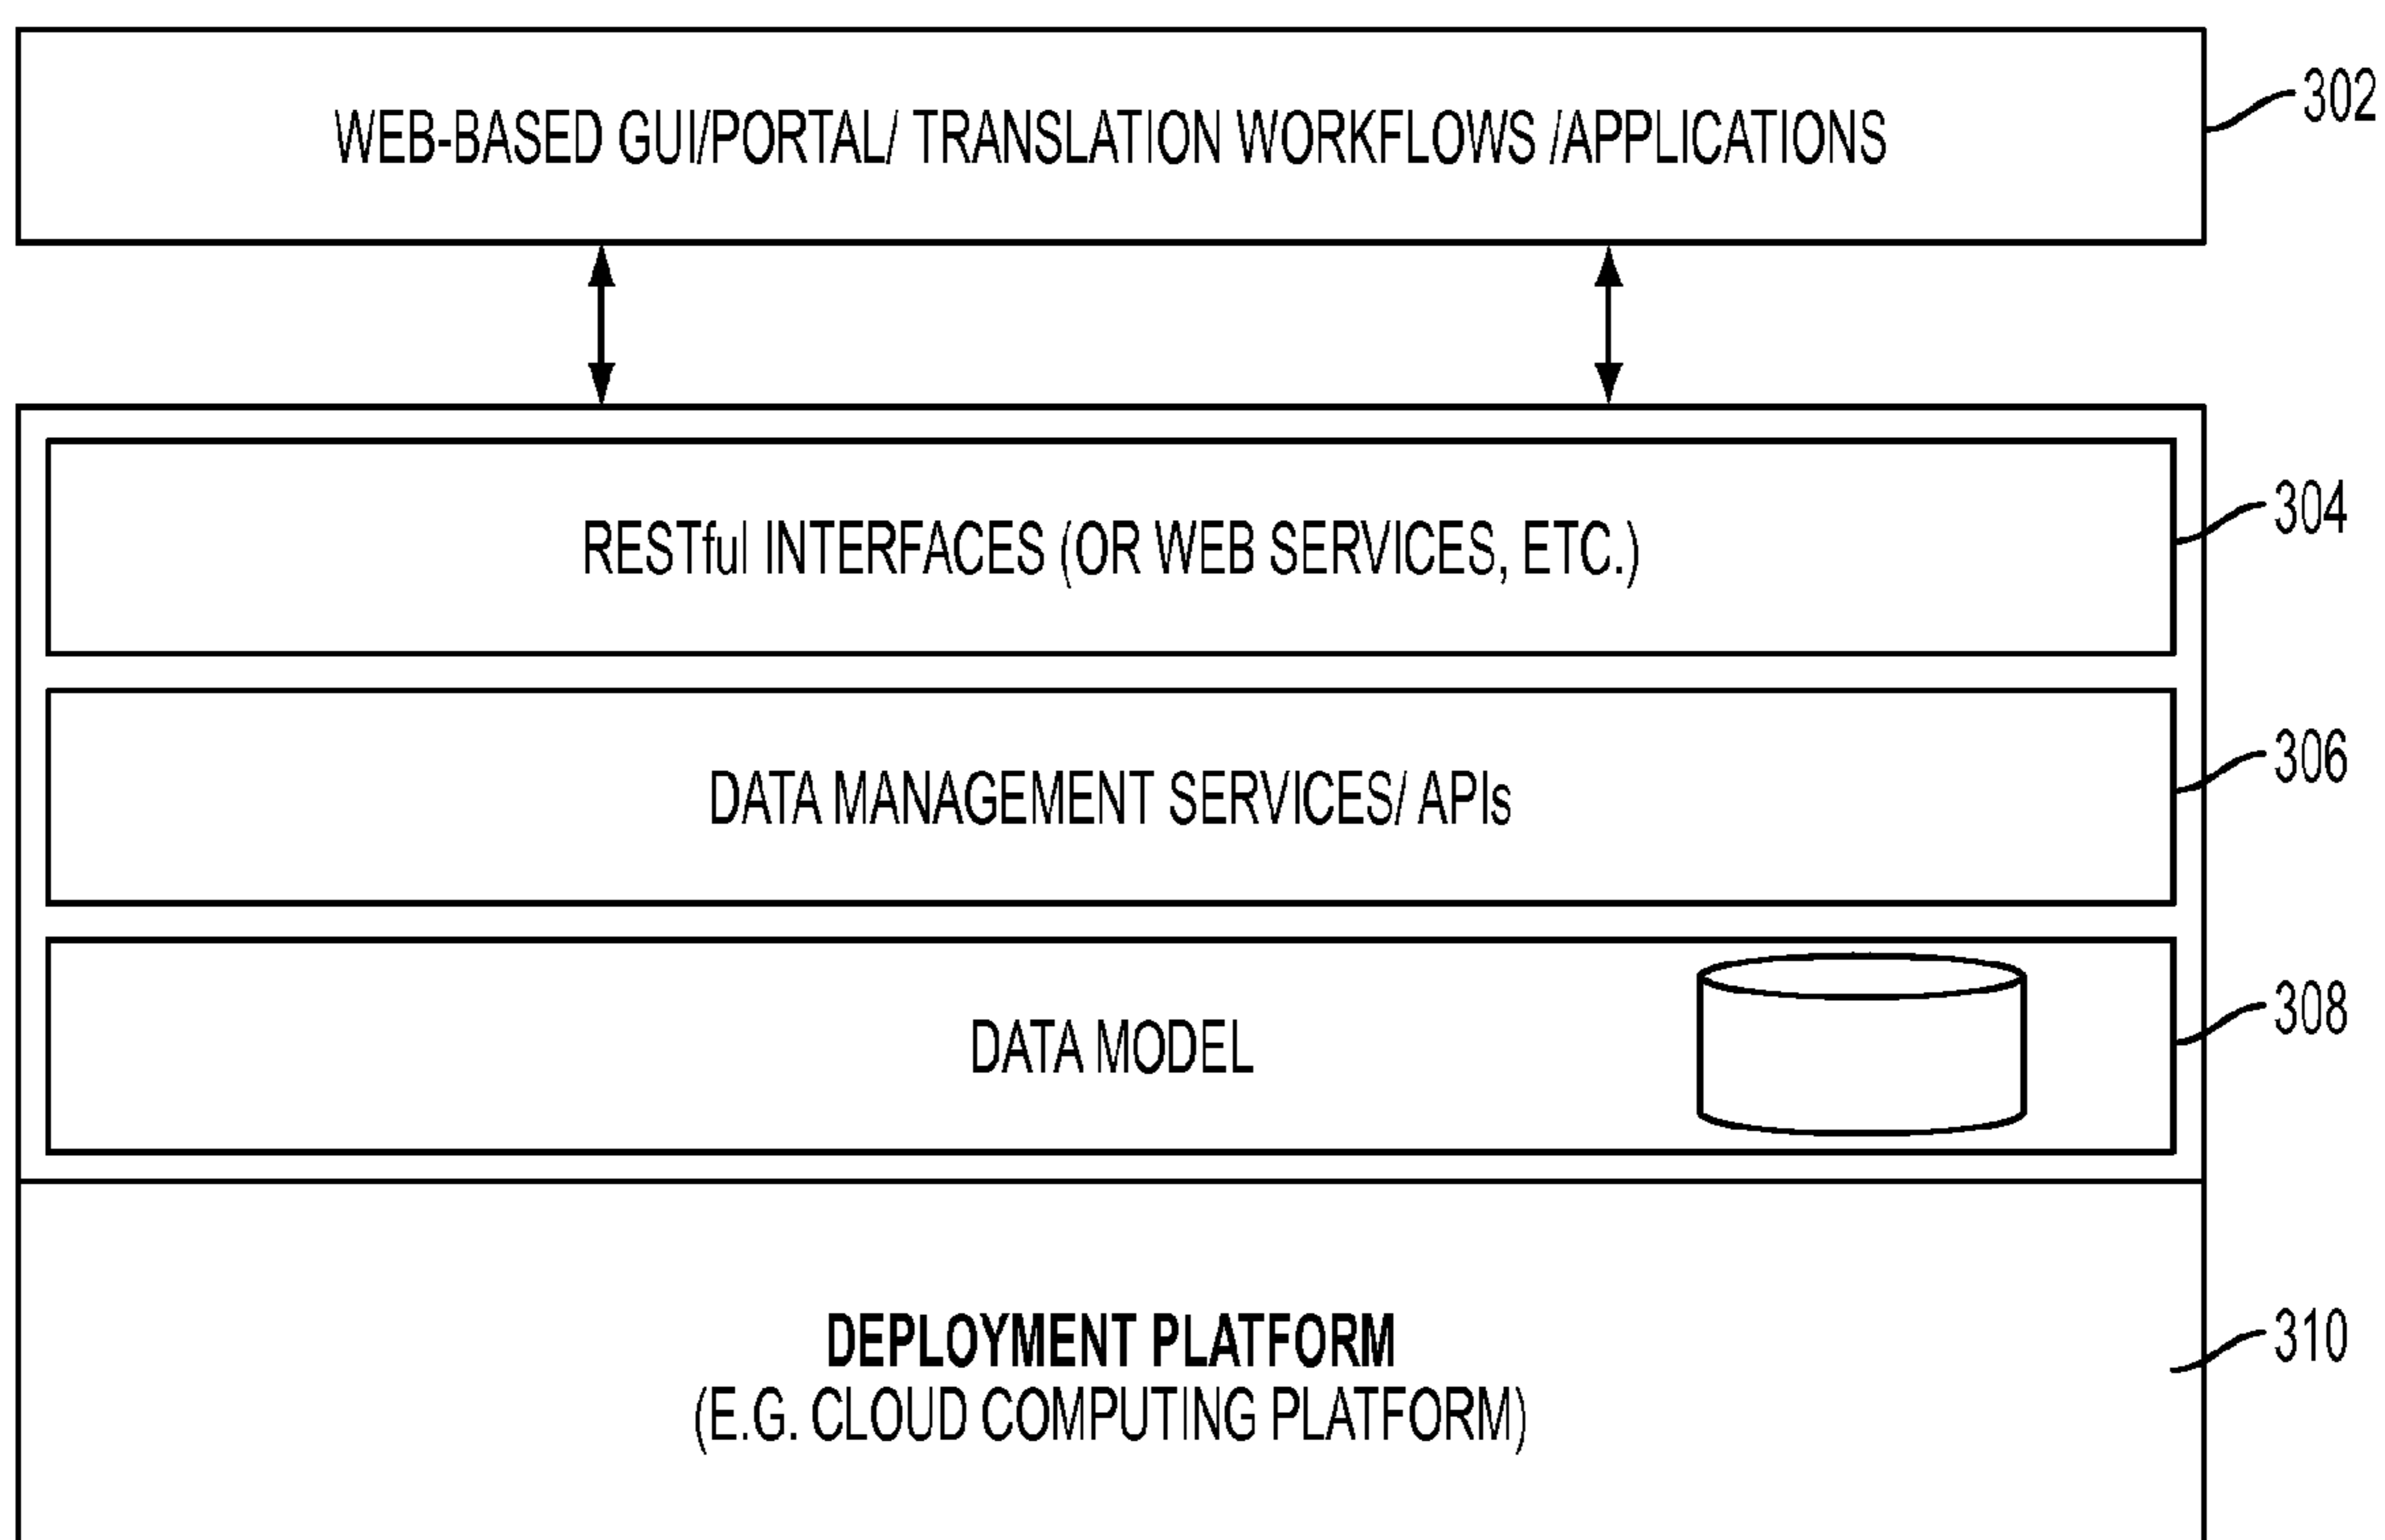 WEB-BASED GUI/PORTAL/ TRANSLATION WORKFLOWS /APPLICATIONS
302
RESTful INTERFACES (OR WEB SERVICES, ETC.)
304
DATA MANAGEMENT SERVICES/ APIs
306
DATA MODEL
308
DEPLOYMENT PLATFORM
(E.G. CLOUD COMPUTING PLATFORM)
310